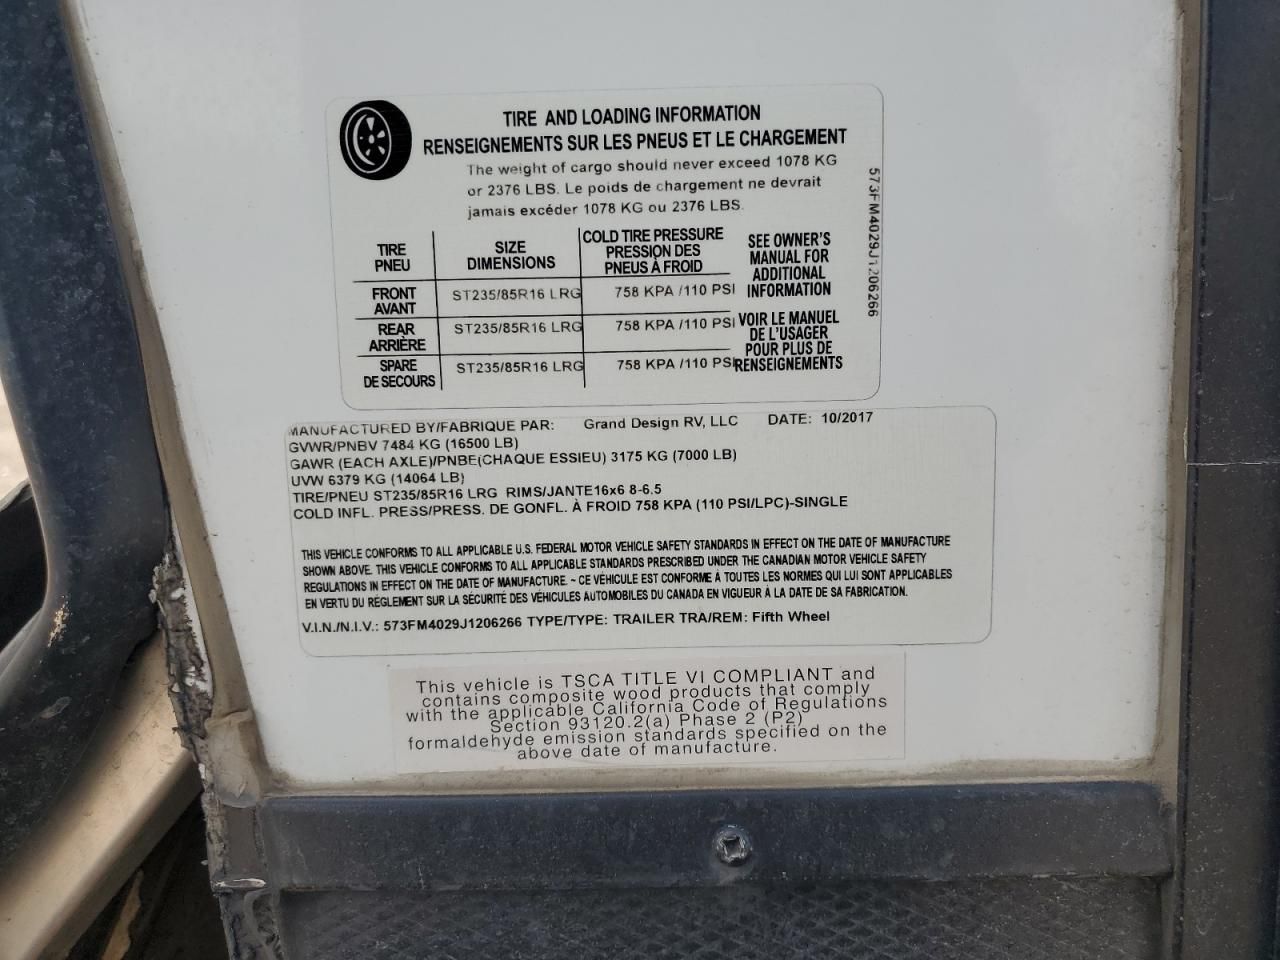 TIRE AND LOADING INFORMATION
RENSEIGNEMENTS SUR LES PNEUS ET LE CHARGEMENT
The weight of cargo should never exceed 1078 KG
or 2376 LBS. Le poids de chargement ne devrait
jamais excéder 1078 KG ou 2376 LBS.
573FM4029J1206266
TIRE
PNEU
SIZE
DIMENSIONS
COLD TIRE PRESSURE
PRESSION DES
PNEUS À FROID
SEE OWNER'S
MANUAL FOR
ADDITIONAL
INFORMATION
FRONT
AVANT
ST235/85R16 LRG
758 KPA /110 PSI
REAR
ARRIÈRE
ST235/85R16 LRG
758 KPA /110 PSI
VOIR LE MANUEL
DE L'USAGER
POUR PLUS DE
RENSEIGNEMENTS
SPARE
DE SECOURS
ST235/85R16 LRG
758 KPA /110 PSI
MANUFACTURED BY/FABRIQUE PAR: Grand Design RV, LLC DATE: 10/2017
GVWR/PNBV 7484 KG (16500 LB)
GAWR (EACH AXLE)/PNBE(CHAQUE ESSIEU) 3175 KG (7000 LB)
UVW 6379 KG (14064 LB)
TIRE/PNEU ST235/85R16 LRG RIMS/JANTE16x6 8-6.5
COLD INFL. PRESS/PRESS. DE GONFL. À FROID 758 KPA (110 PSI/LPC)-SINGLE
THIS VEHICLE CONFORMS TO ALL APPLICABLE U.S. FEDERAL MOTOR VEHICLE SAFETY STANDARDS IN EFFECT ON THE DATE OF MANUFACTURE
SHOWN ABOVE. THIS VEHICLE CONFORMS TO ALL APPLICABLE STANDARDS PRESCRIBED UNDER THE CANADIAN MOTOR VEHICLE SAFETY
REGULATIONS IN EFFECT ON THE DATE OF MANUFACTURE. ~ CE VÉHICULE EST CONFORME À TOUTES LES NORMES QUI LUI SONT APPLICABLES
EN VERTU DU RÉGLEMENT SUR LA SÉCURITÉ DES VÉHICULES AUTOMOBILES DU CANADA EN VIGUEUR À LA DATE DE SA FABRICATION.
V.I.N./N.I.V.: 573FM4029J1206266 TYPE/TYPE: TRAILER TRA/REM: Fifth Wheel
This vehicle is TSCA TITLE VI COMPLIANT and
contains composite wood products that comply
with the applicable California Code of Regulations
Section 93120.2(a) Phase 2 (P2)
formaldehyde emission standards specified on the
above date of manufacture.